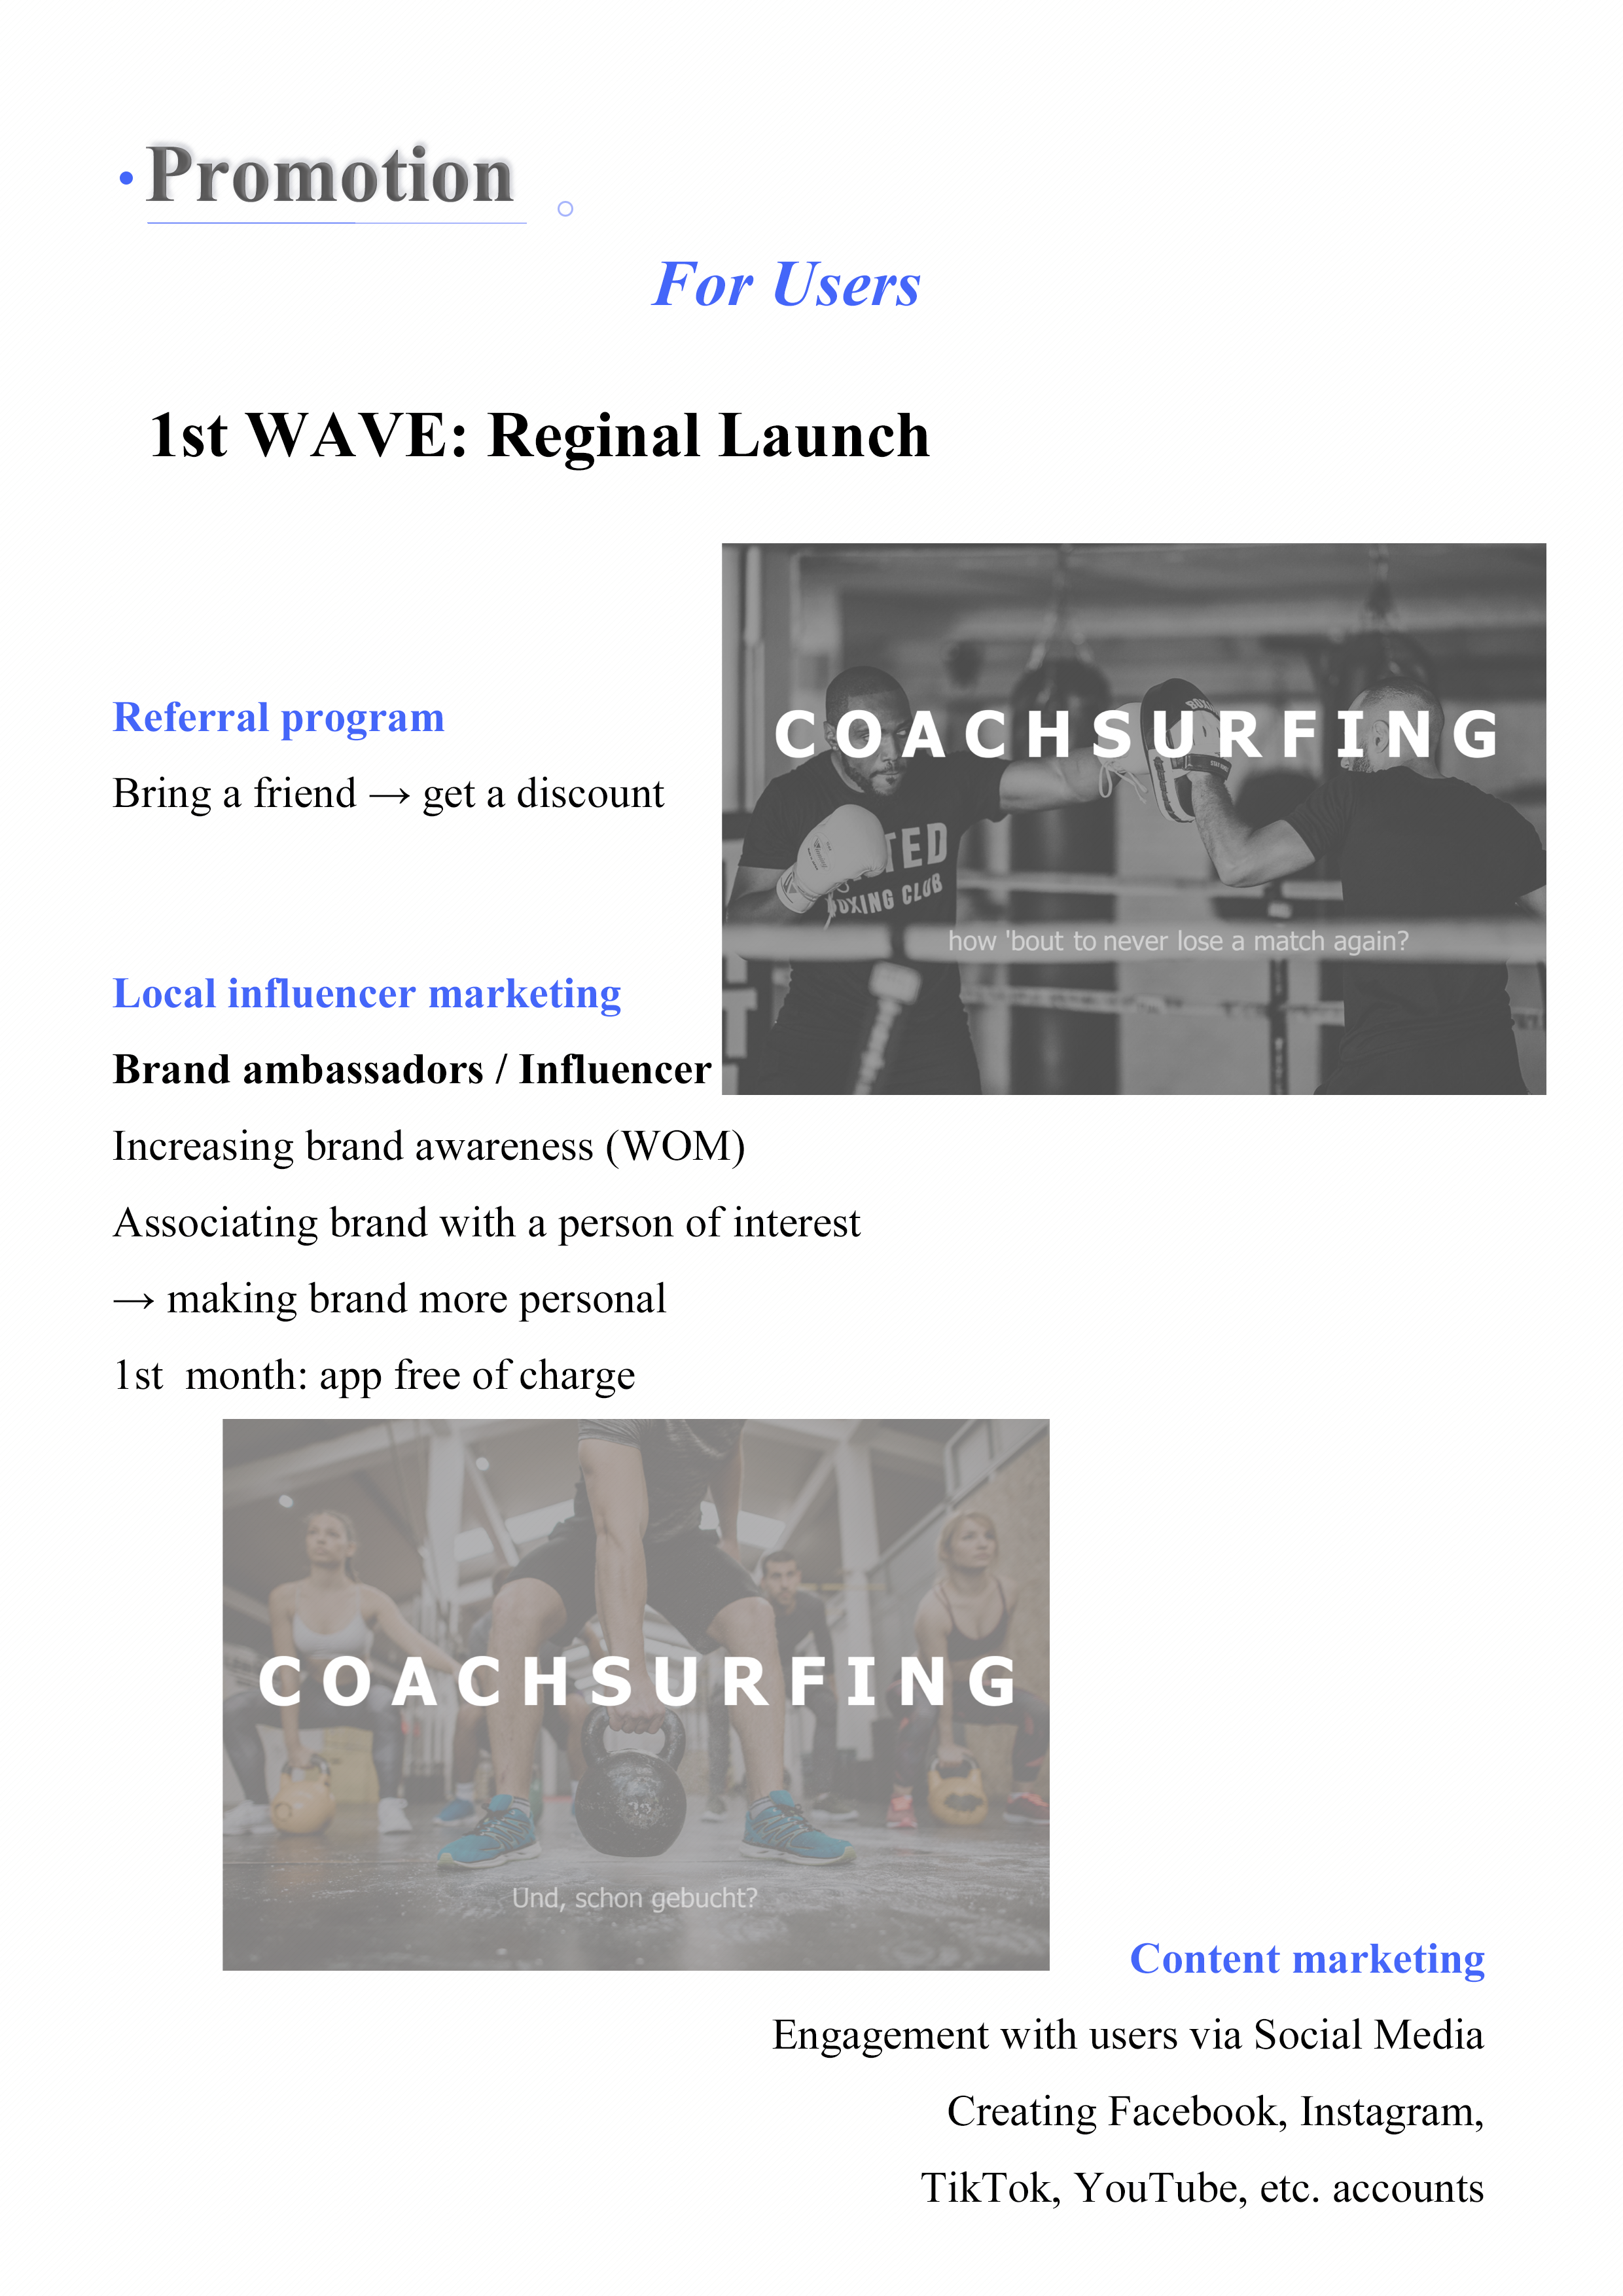 Promotion
For Users
1st WAVE: Reginal Launch
Referral program
Bring a friend → get a discount
COACHSURFING
BOXING CLUB
how 'bout to never lose a match again?
Local influencer marketing
Brand ambassadors / Influencer
Increasing brand awareness (WOM)
Associating brand with a person of interest
→ making brand more personal
1st month: app free of charge
COACHSURFING
Und, schon gebucht?
Content marketing
Engagement with users via Social Media
Creating Facebook, Instagram,
TikTok, YouTube, etc. accounts